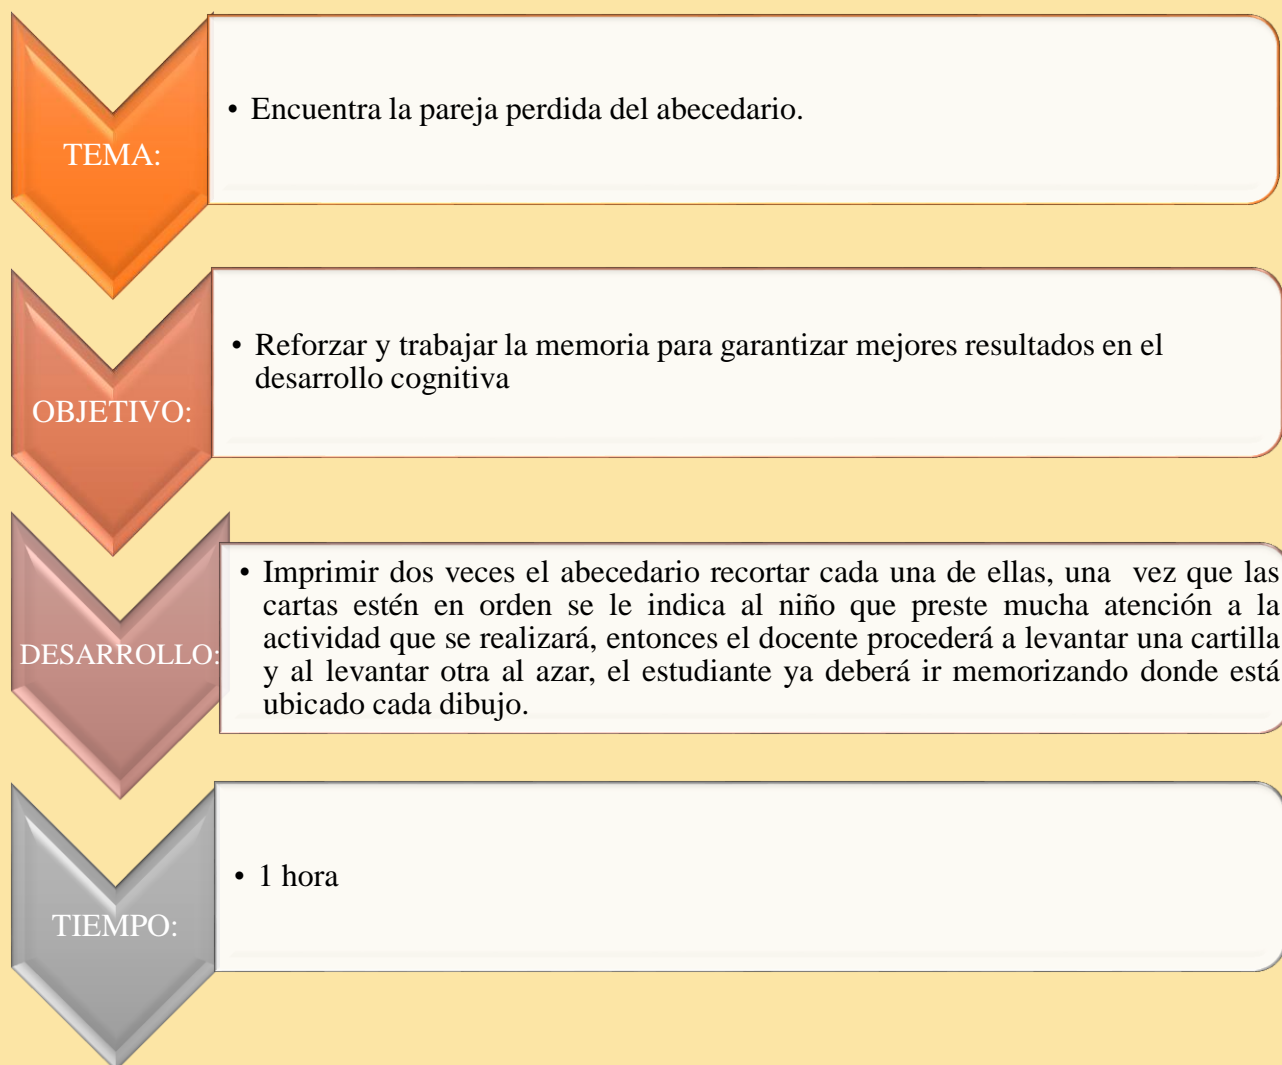 TEMA:
• Encuentra la pareja perdida del abecedario.
OBJETIVO:
• Reforzar y trabajar la memoria para garantizar mejores resultados en el
desarrollo cognitiva
DESARROLLO:
• Imprimir dos veces el abecedario recortar cada una de ellas, una vez que las
cartas estén en orden se le indica al niño que preste mucha atención a la
actividad que se realizará, entonces el docente procederá a levantar una cartilla
y al levantar otra al azar, el estudiante ya deberá ir memorizando donde está
ubicado cada dibujo.
TIEMPO:
• 1 hora